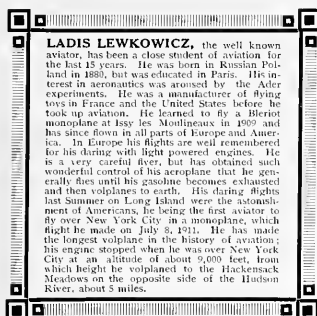 LADIS LEWKOWICZ, the well known
aviator, has been a close student of aviation for
the last 15 years. He was born in Russian Pol-
land in 1880, but was educated in Paris. His in-
terest in aeronautics was aroused by the Ader
experiments. He was a manufacturer of flying
toys in France and the United States before he
took up aviation. He learned to fly a Bleriot
monoplane at Issy les Moulineaux in 1909 and
has since flown in all parts of Europe and Amer-
ica. In Europe his flights are well remembered
for his daring with light powered engines. He
is a very careful flyer, but has obtained such
wonderful control of his aeroplane that he gen-
erally flies until his gasoline becomes exhausted
and then volplanes to earth. His daring flights
last Summer on Long Island were the astonish-
ment of Americans, he being the first aviator to
fly over New York City in a monoplane, which
flight he made on July 8, 1911. He has made
the longest volplane in the history of aviation;
his engine stopped when he was over New York
City at an altitude of about 9,000 feet, from
which height he volplaned to the Hackensack
Meadows on the opposite side of the Hudson
River, about 5 miles.